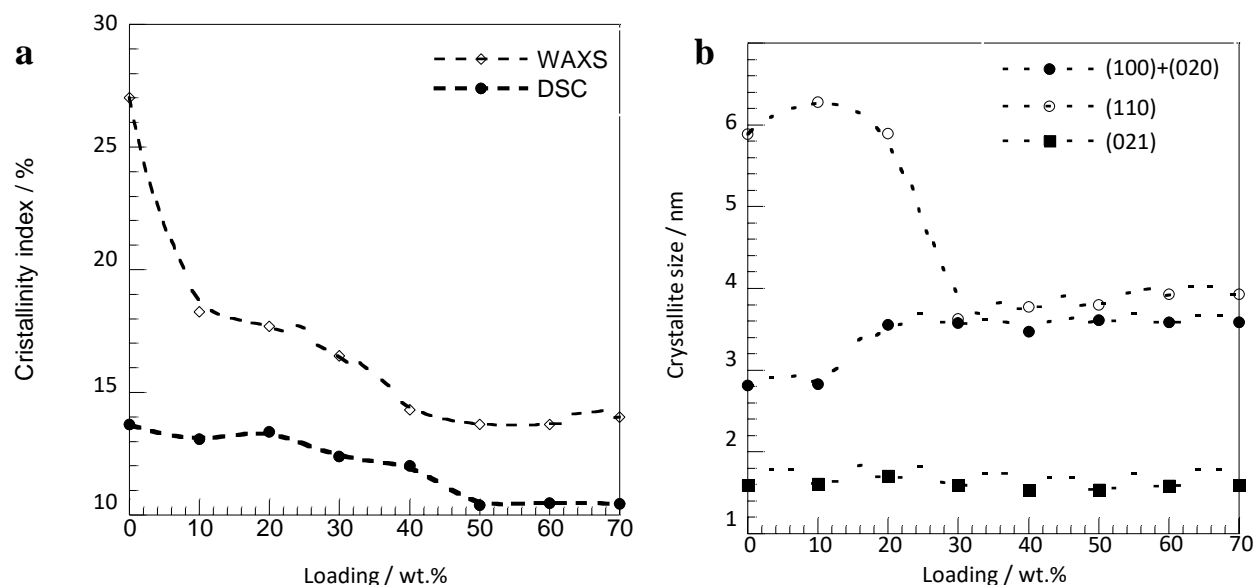 a
30
25
20
15
10
Cristallinity index / %
WAXS
DSC
0 10 20 30 40 50 60 70
Loading / wt.%
b
6
5
4
3
2
1
Crystallite size / nm
(100)+(020)
(110)
(021)
0 10 20 30 40 50 60 70
Loading / wt.%